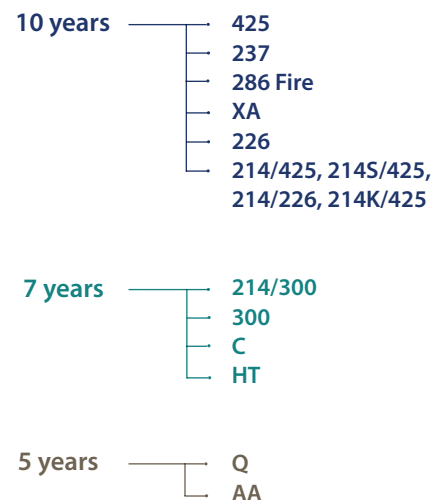 10 years
425
237
286 Fire
XA
226
214/425, 214S/425,
214/226, 214K/425
7 years
214/300
300
C
HT
5 years
Q
AA